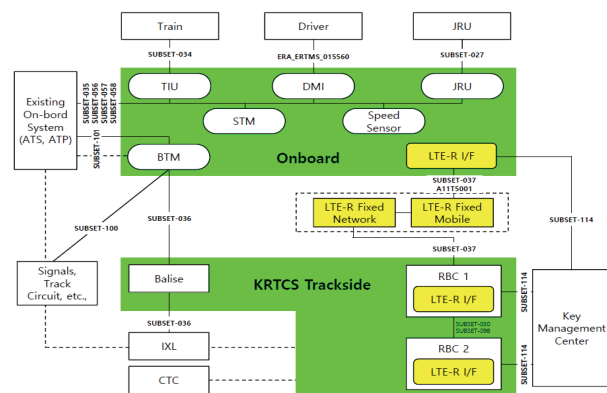 Train
Driver
JRU
SUBSET-034
ERA_ERTMS_015560
SUBSET-027
Existing
On-bord
System
(ATS, ATP)
SUBSET-035
SUBSET-056
SUBSET-057
SUBSET-058
SUBSET-101
TIU
DMI
JRU
STM
Speed
Sensor
BTM
Onboard
LTE-R I/F
SUBSET-037
A11T5001
LTE-R Fixed
Network
LTE-R Fixed
Mobile
SUBSET-114
SUBSET-036
SUBSET-100
SUBSET-037
Signals,
Track
Circuit, etc.,
Balise
KRTCS Trackside
RBC 1
LTE-R I/F
SUBSET-114
Key
Management
Center
SUBSET-036
SUBSET-098
IXL
RBC 2
LTE-R I/F
SUBSET-114
CTC